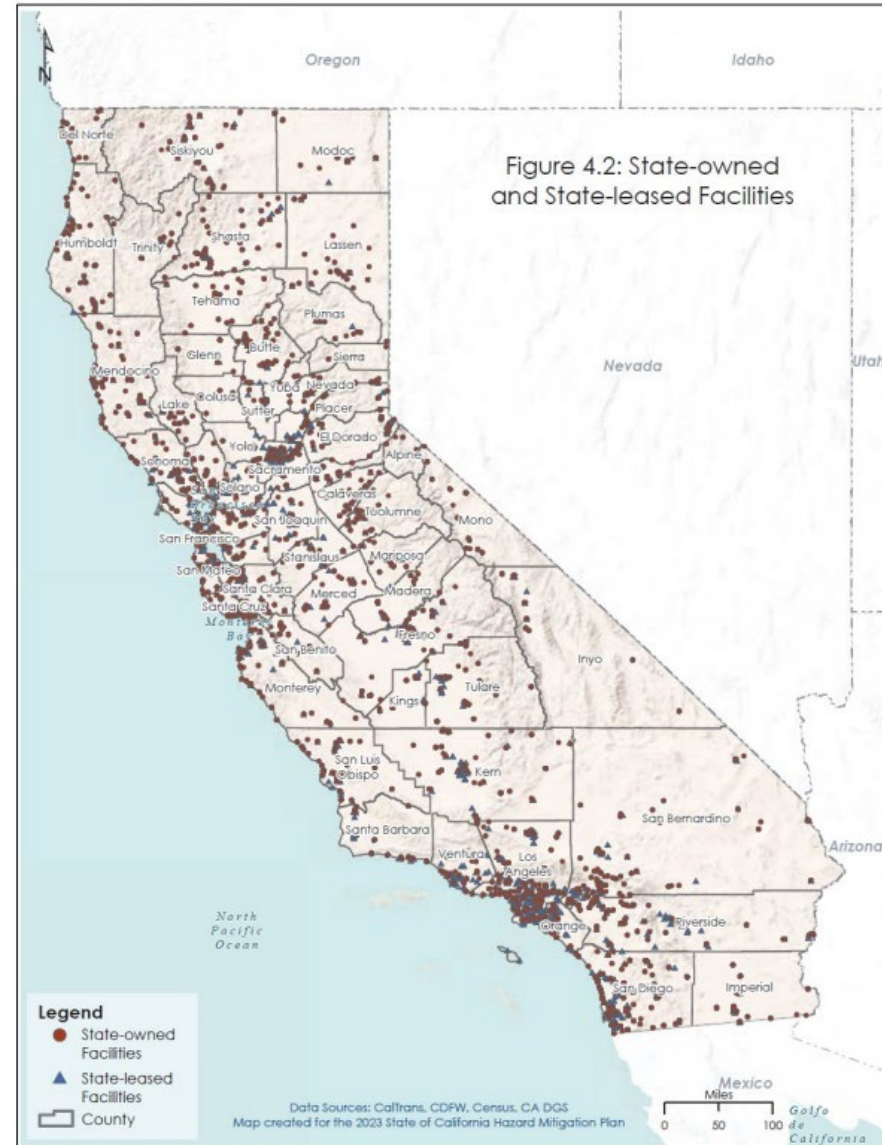 N
Oregon
Idaho
Figure 4.2: State-owned
and State-leased Facilities
Del Norte
Siskiyou
Modoc
Humboldt
Trinity
Shasta
Lassen
Tehama
Plumas
Glenn
Butte
Sierra
Nevada
Utah
Mendocino
Lake
Colusa
Yuba
Nevada
Sutter
Placer
Yolo
El Dorado
Sonoma
Sacramento
Alpine
Solano
Calaveras
Tuolumne
San Joaquin
Mono
San Francisco
Stanislaus
Mariposa
San Mateo
Santa Clara
Merced
Madera
Santa Cruz
Fresno
San Benito
Inyo
Monterey
Kings
Tulare
San Luis
Obispo
Kern
San Bernardino
Santa Barbara
Ventura
Los
Angeles
Arizona
North
Pacific
Ocean
Orange
Riverside
San Diego
Imperial
Legend
State-owned
Facilities
State-leased
Facilities
County
Data Sources: CalTrans, CDFW, Census, CA DGS
Map created for the 2023 State of California Hazard Mitigation Plan
Mexico
Miles
0 50 100
Golfo
de
California